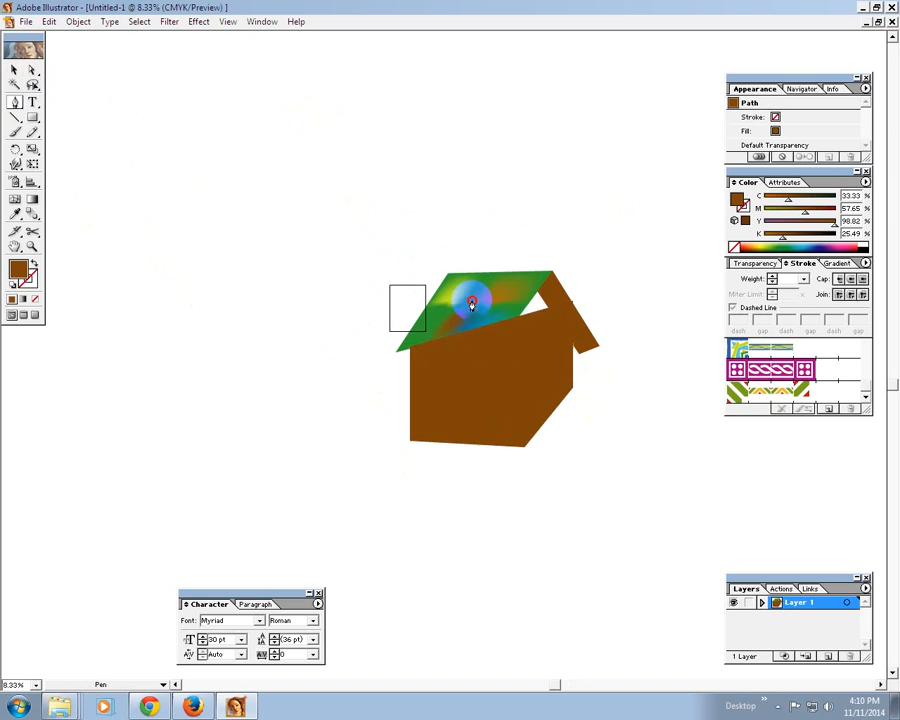 Adobe Illustrator - [Untitled-1 @ 8.33% (CMYK/Preview) ]
File Edit Object Type Select Filter Effect View Window Help
Appearance Navigator Info
Path
Stroke:
Fill:
Default Transparency
Color Attributes
C 33.33 %
M 57.65 %
Y 98.82 %
K 25.49 %
Transparency Stroke Gradient
Weight: Cap:
Miter Limit: Join:
Dashed Line
dash gap dash gap dash gap
Character Paragraph
Font: Myriad Roman
30 pt (36 pt)
Auto 0
Layers Actions Links
Layer 1
1 Layer
8.33% Pen
Desktop » 4:10 PM
11/11/2014